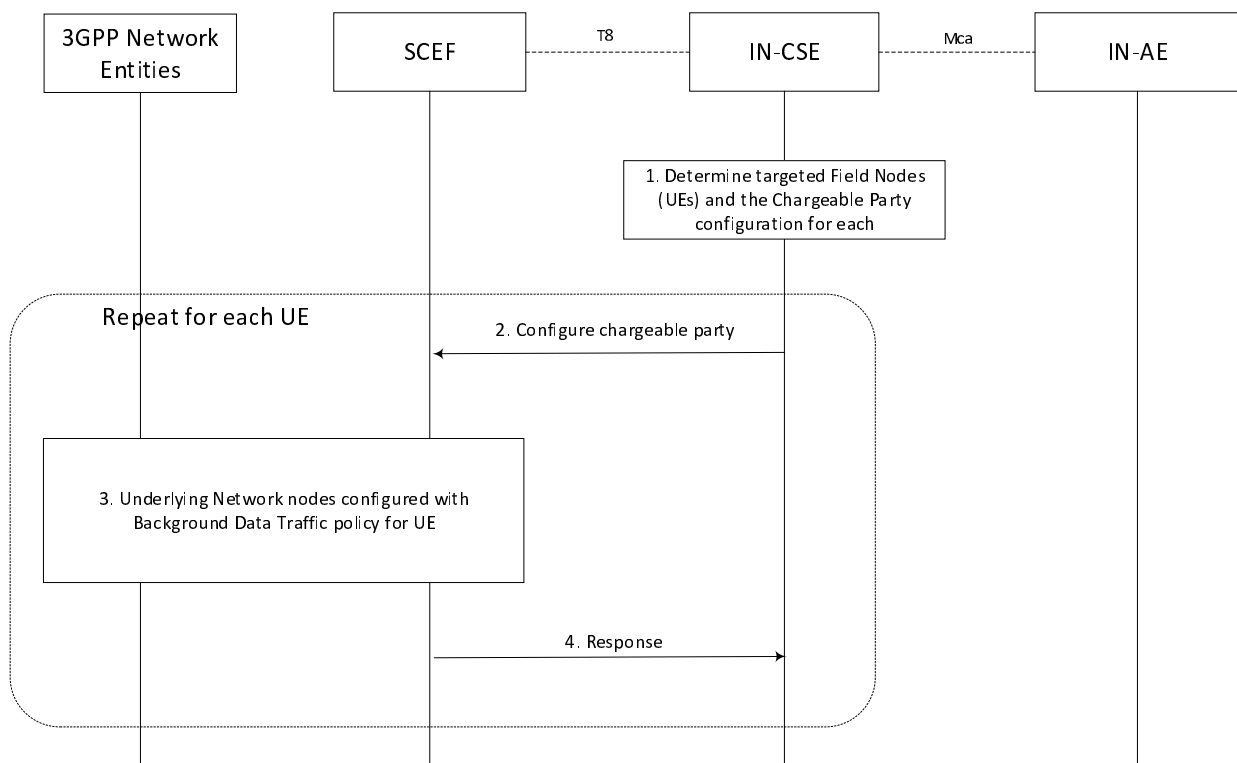 3GPP Network
Entities
SCEF
T8
IN-CSE
Mca
IN-AE
1. Determine targeted Field Nodes
(UEs) and the Chargeable Party
configuration for each
Repeat for each UE
2. Configure chargeable party
3. Underlying Network nodes configured with
Background Data Traffic policy for UE
4. Response